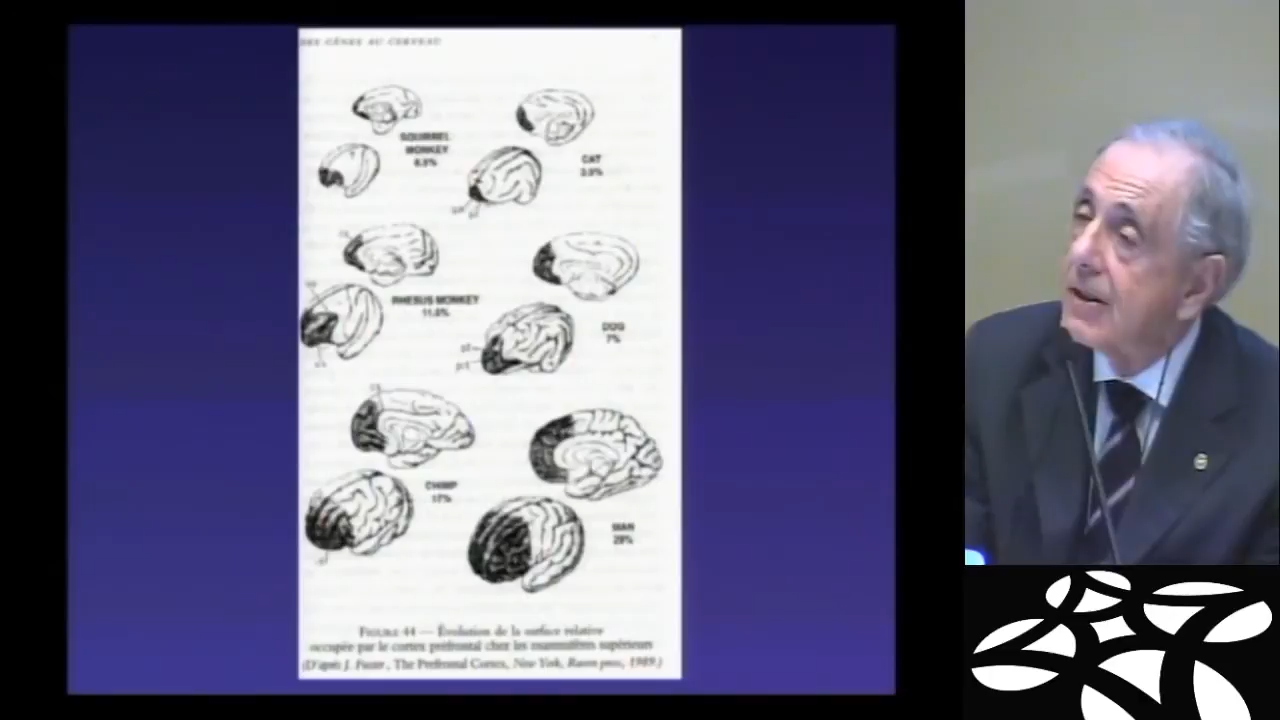 DES GÈNES AU CERVEAU
SQUIRREL
MONKEY
8.5%
CAT
3.5%
RHESUS MONKEY
11.5%
DOG
7%
CHIMP
17%
MAN
29%
FIGURE 44 — Évolution de la surface relative
occupée par le cortex préfrontal chez les mammifères supérieurs
(D'après J. Fuster, The Prefrontal Cortex, New York, Raven press, 1989.)